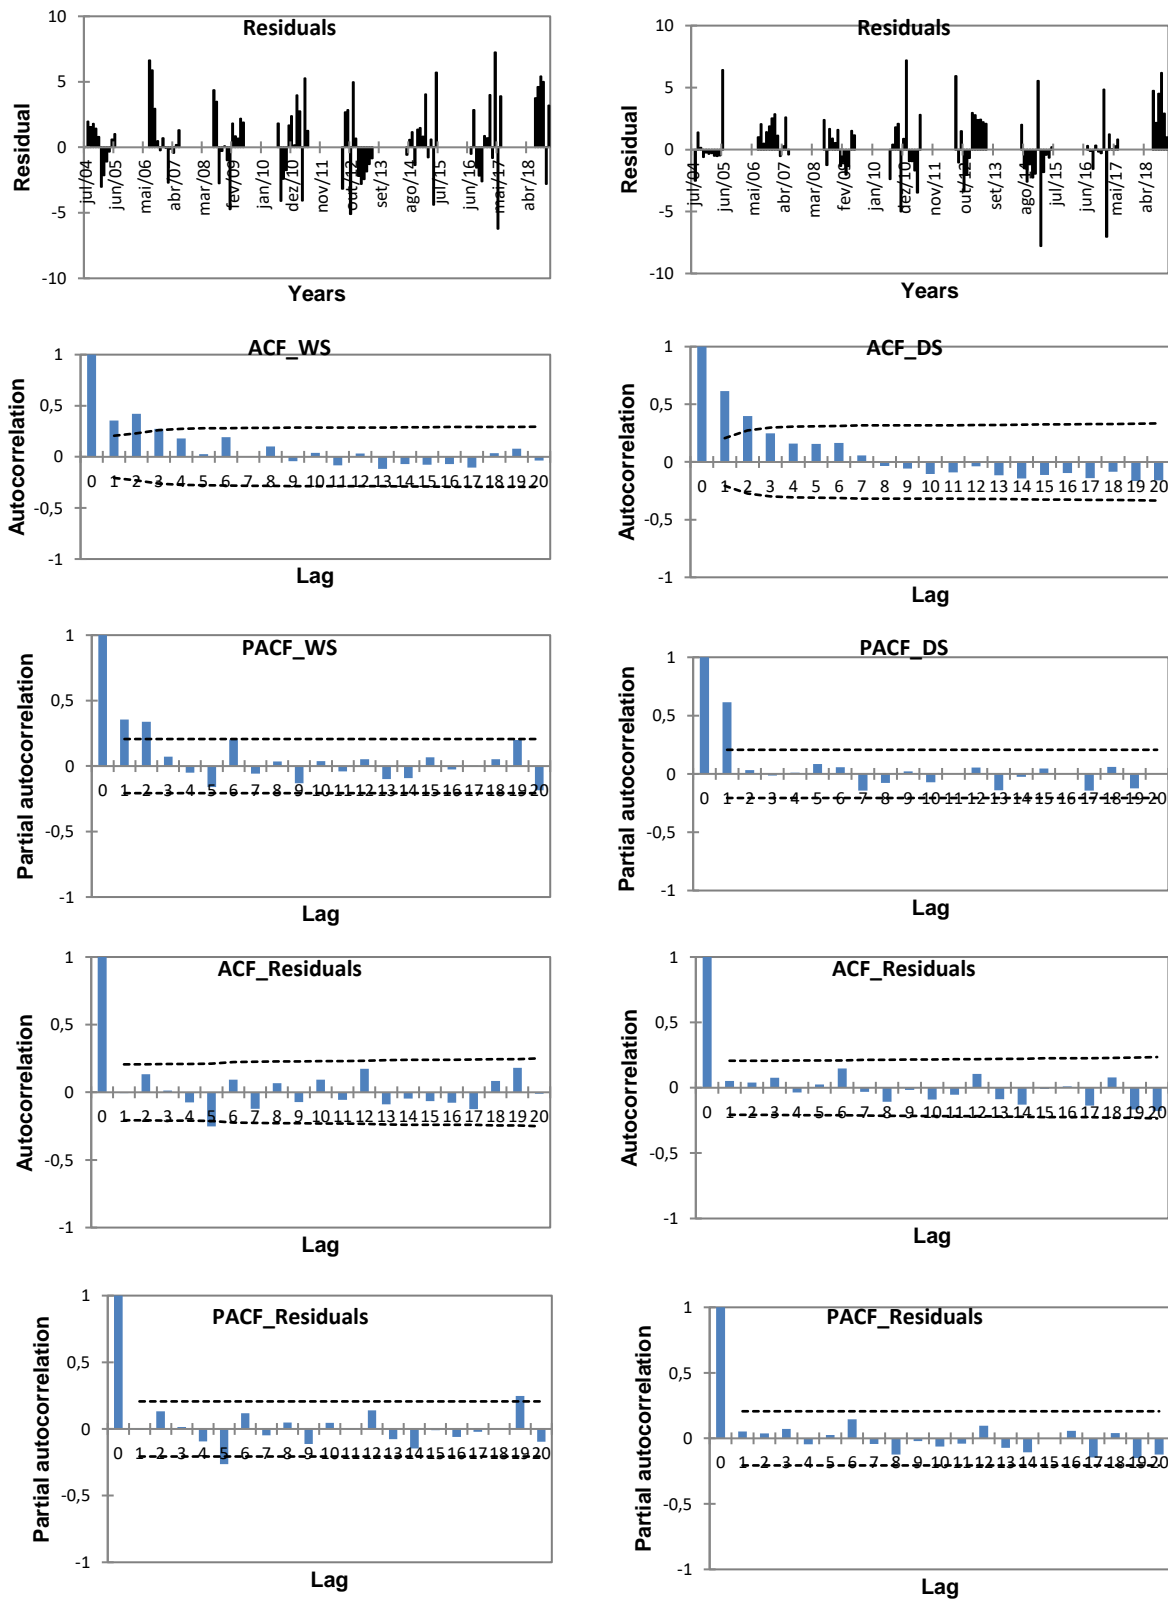 Residuals
10
5
0
-5
-10
Residual
jul/04
jun/05
mai/06
abr/07
mar/08
fev/09
jan/10
dez/10
nov/11
out/12
set/13
ago/14
jul/15
jun/16
mai/17
abr/18
Years
Residuals
10
5
0
-5
-10
Residual
jul/04
jun/05
mai/06
abr/07
mar/08
fev/09
jan/10
dez/10
nov/11
out/12
set/13
ago/14
jul/15
jun/16
mai/17
abr/18
Years
ACF_WS
1
0,5
0
-0,5
-1
Autocorrelation
0 1 2 3 4 5 6 7 8 9 10 11 12 13 14 15 16 17 18 19 20
Lag
ACF_DS
1
0,5
0
-0,5
-1
Autocorrelation
0 1 2 3 4 5 6 7 8 9 10 11 12 13 14 15 16 17 18 19 20
Lag
PACF_WS
1
0,5
0
-0,5
-1
Partial autocorrelation
0 1 2 3 4 5 6 7 8 9 10 11 12 13 14 15 16 17 18 19 20
Lag
PACF_DS
1
0,5
0
-0,5
-1
Partial autocorrelation
0 1 2 3 4 5 6 7 8 9 10 11 12 13 14 15 16 17 18 19 20
Lag
ACF_Residuals
1
0,5
0
-0,5
-1
Autocorrelation
0 1 2 3 4 5 6 7 8 9 10 11 12 13 14 15 16 17 18 19 20
Lag
ACF_Residuals
1
0,5
0
-0,5
-1
Autocorrelation
0 1 2 3 4 5 6 7 8 9 10 11 12 13 14 15 16 17 18 19 20
Lag
PACF_Residuals
1
0,5
0
-0,5
-1
Partial autocorrelation
0 1 2 3 4 5 6 7 8 9 10 11 12 13 14 15 16 17 18 19 20
Lag
PACF_Residuals
1
0,5
0
-0,5
-1
Partial autocorrelation
0 1 2 3 4 5 6 7 8 9 10 11 12 13 14 15 16 17 18 19 20
Lag